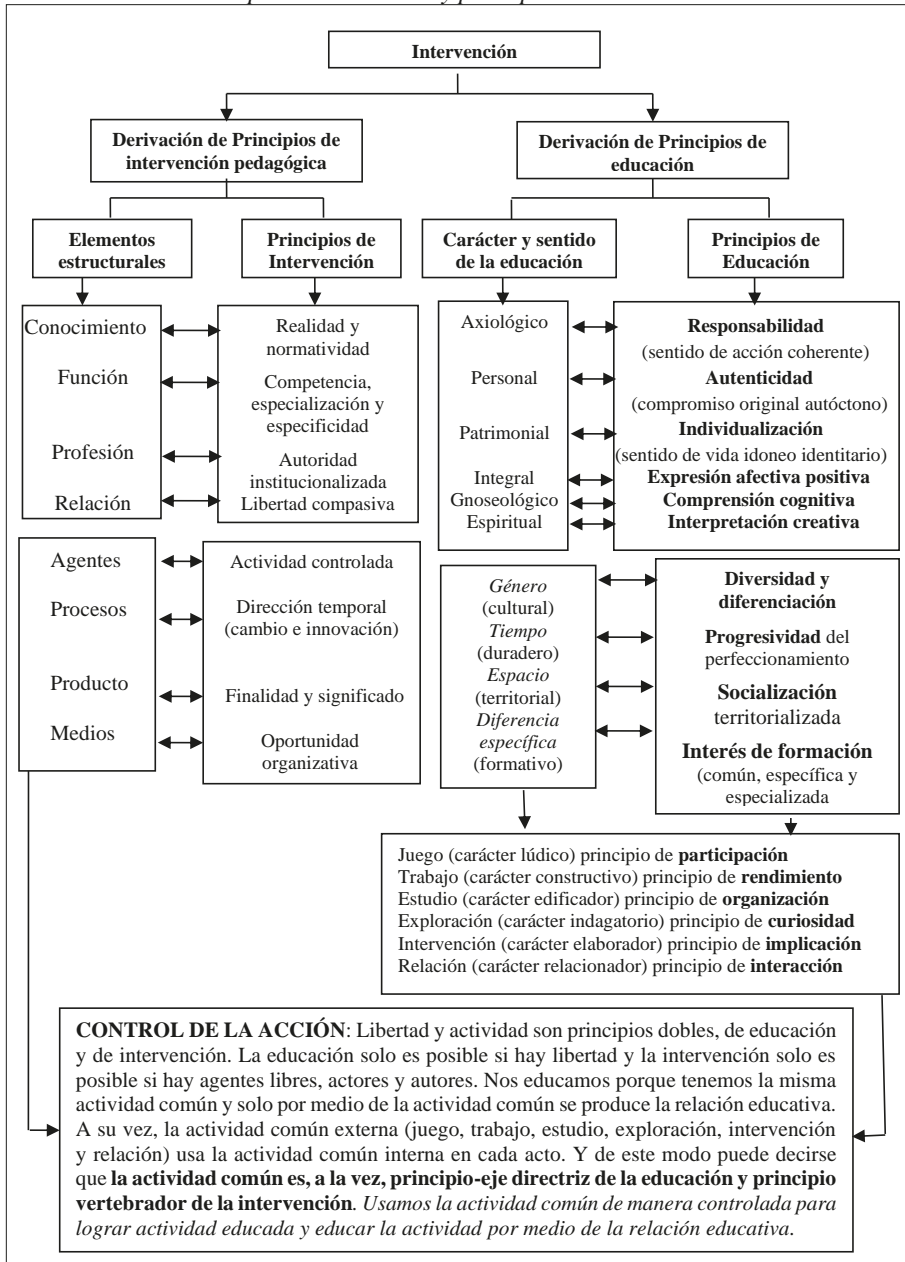 Intervención
Derivación de Principios de
intervención pedagógica
Derivación de Principios de
educación
Elementos
estructurales
Principios de
Intervención
Carácter y sentido
de la educación
Principios de
Educación
Conocimiento
Función
Profesión
Relación
Realidad y
normatividad
Competencia,
especialización y
especificidad
Autoridad
institucionalizada
Libertad compasiva
Axiológico
Personal
Patrimonial
Integral
Gnoseológico
Espiritual
Responsabilidad
(sentido de acción coherente)
Autenticidad
(compromiso original autóctono)
Individualización
(sentido de vida idoneo identitario)
Expresión afectiva positiva
Comprensión cognitiva
Interpretación creativa
Agentes
Procesos
Producto
Medios
Actividad controlada
Dirección temporal
(cambio e innovación)
Finalidad y significado
Oportunidad
organizativa
Género
(cultural)
Tiempo
(duradero)
Espacio
(territorial)
Diferencia
específica
(formativo)
Diversidad y
diferenciación
Progresividad del
perfeccionamiento
Socialización
territorializada
Interés de formación
(común, específica y
especializada
Juego (carácter lúdico) principio de participación
Trabajo (carácter constructivo) principio de rendimiento
Estudio (carácter edificador) principio de organización
Exploración (carácter indagatorio) principio de curiosidad
Intervención (carácter elaborador) principio de implicación
Relación (carácter relacionador) principio de interacción
CONTROL DE LA ACCIÓN: Libertad y actividad son principios dobles, de educación
y de intervención. La educación solo es posible si hay libertad y la intervención solo es
posible si hay agentes libres, actores y autores. Nos educamos porque tenemos la misma
actividad común y solo por medio de la actividad común se produce la relación educativa.
A su vez, la actividad común externa (juego, trabajo, estudio, exploración, intervención
y relación) usa la actividad común interna en cada acto. Y de este modo puede decirse
que la actividad común es, a la vez, principio-eje directriz de la educación y principio
vertebrador de la intervención. Usamos la actividad común de manera controlada para
lograr actividad educada y educar la actividad por medio de la relación educativa.